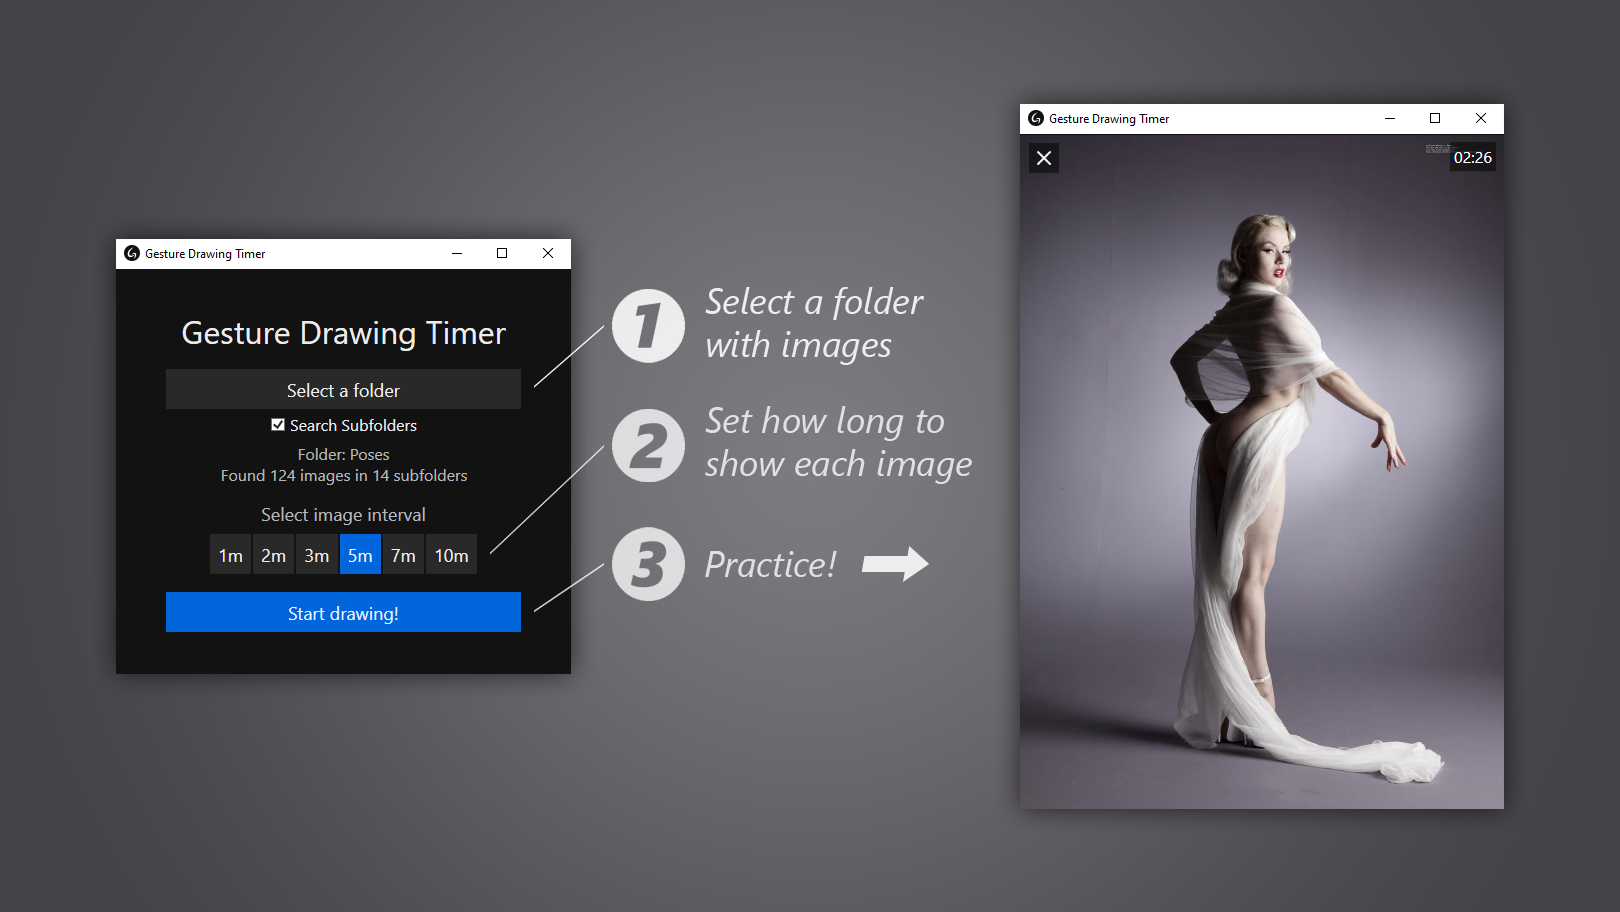 Gesture Drawing Timer
Gesture Drawing Timer
Select a folder
Search Subfolders
Folder: Poses
Found 124 images in 14 subfolders
Select image interval
1m 2m 3m 5m 7m 10m
Start drawing!
1 Select a folder
with images
2 Set how long to
show each image
3 Practice!
Gesture Drawing Timer
02:26